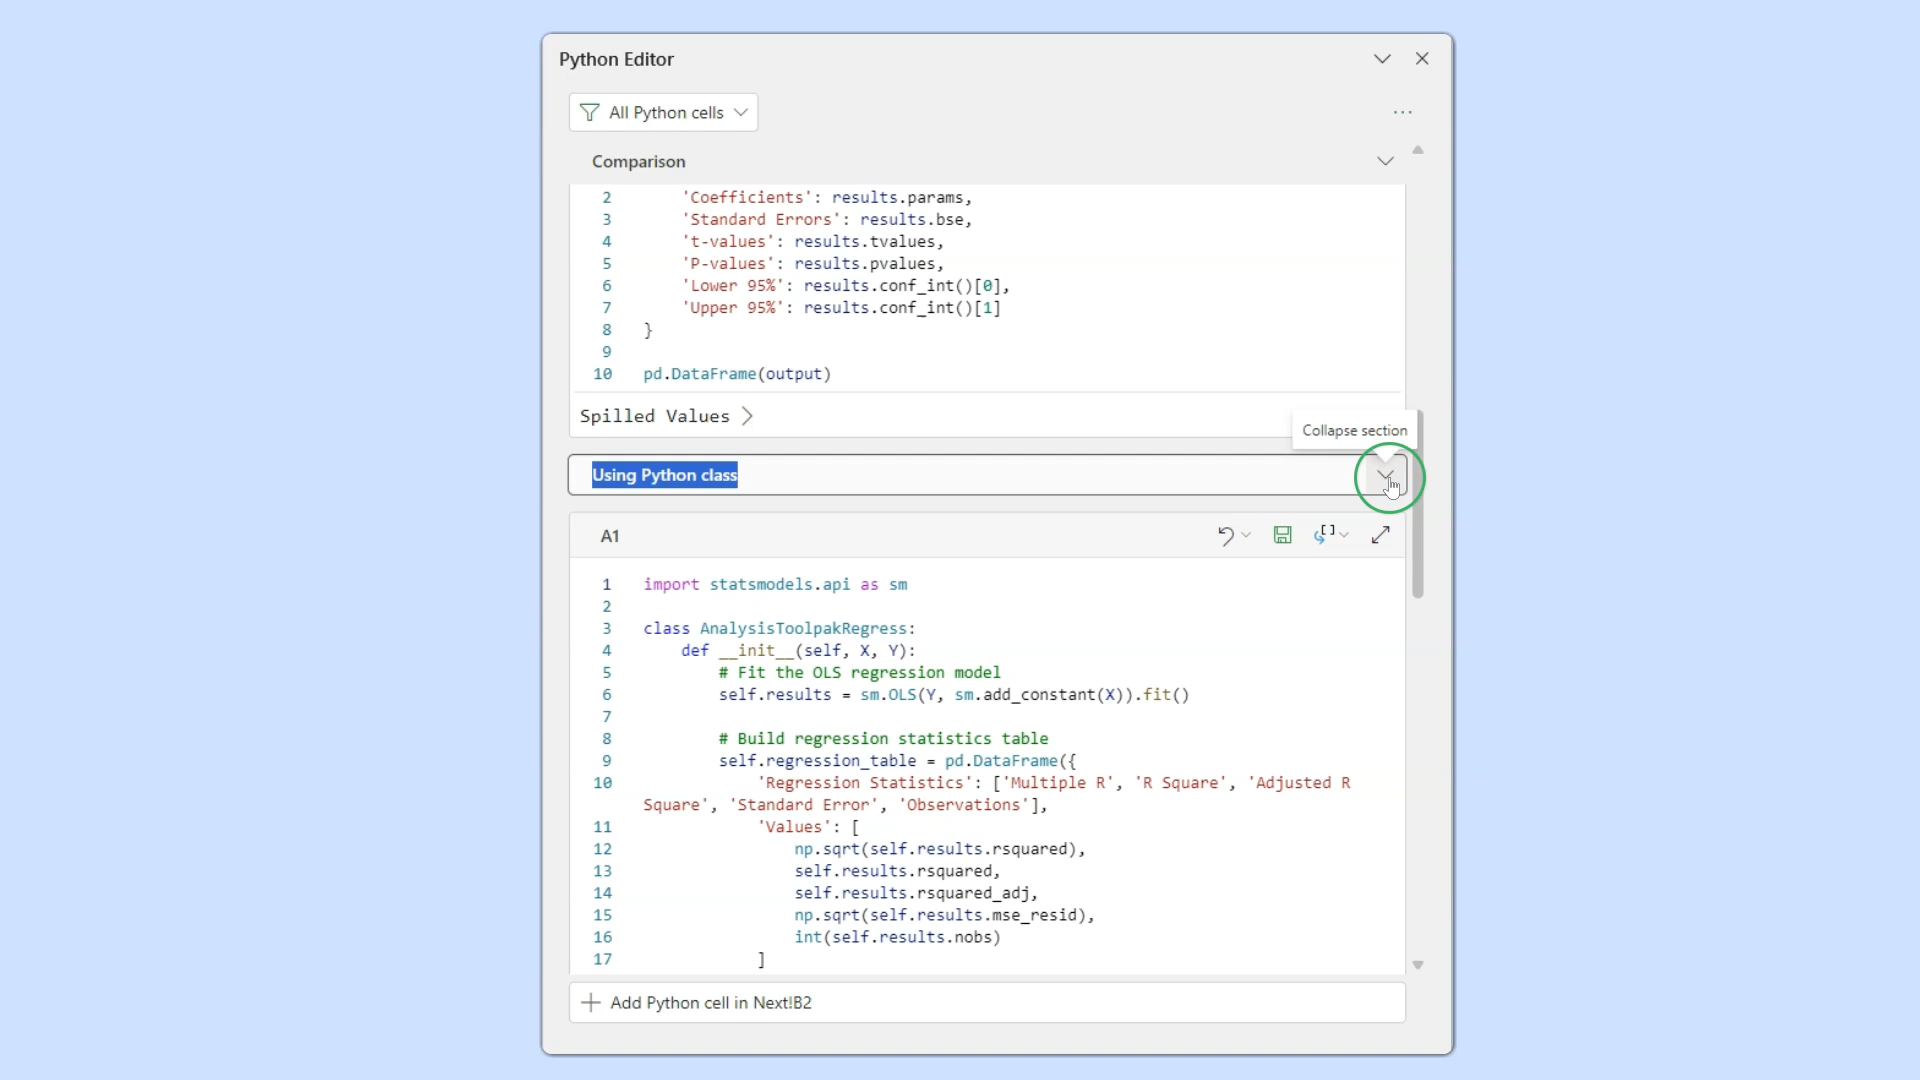 Python Editor
All Python cells
Comparison
2 'Coefficients': results.params,
3 'Standard Errors': results.bse,
4 't-values': results.tvalues,
5 'P-values': results.pvalues,
6 'Lower 95%': results.conf_int()[0],
7 'Upper 95%': results.conf_int()[1]
8 }
9
10 pd.DataFrame(output)
Spilled Values
Collapse section
Using Python class
A1
1 import statsmodels.api as sm
2
3 class AnalysisToolpakRegress:
4 def __init__(self, X, Y):
5 # Fit the OLS regression model
6 self.results = sm.OLS(Y, sm.add_constant(X)).fit()
7
8 # Build regression statistics table
9 self.regression_table = pd.DataFrame({
10 'Regression Statistics': ['Multiple R', 'R Square', 'Adjusted R
Square', 'Standard Error', 'Observations'],
11 'Values': [
12 np.sqrt(self.results.rsquared),
13 self.results.rsquared,
14 self.results.rsquared_adj,
15 np.sqrt(self.results.mse_resid),
16 int(self.results.nobs)
17 ]
Add Python cell in Next!B2